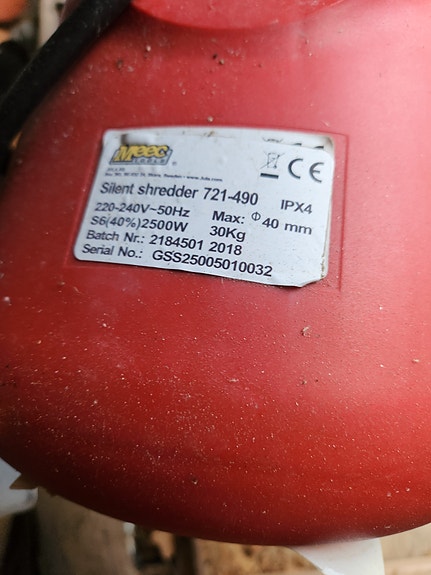 Meec
TOOLS
Silent shredder 721-490 IPX4
220-240V~50Hz Max: Φ 40 mm
S6(40%)2500W 30Kg
Batch Nr.: 2184501 2018
Serial No.: GSS25005010032